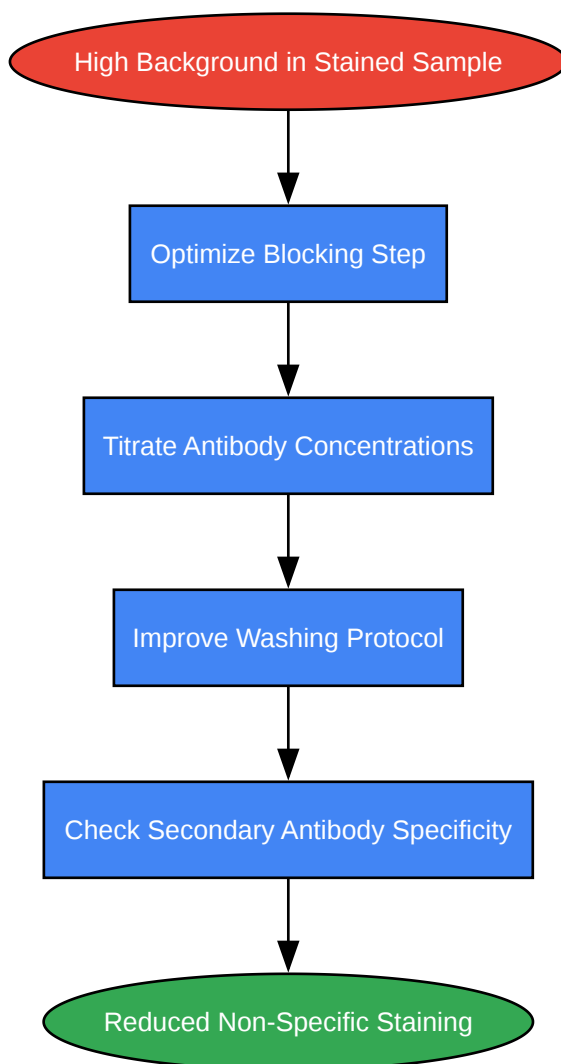 High Background in Stained Sample
Optimize Blocking Step
Titrate Antibody Concentrations
Improve Washing Protocol
Check Secondary Antibody Specificity
Reduced Non-Specific Staining